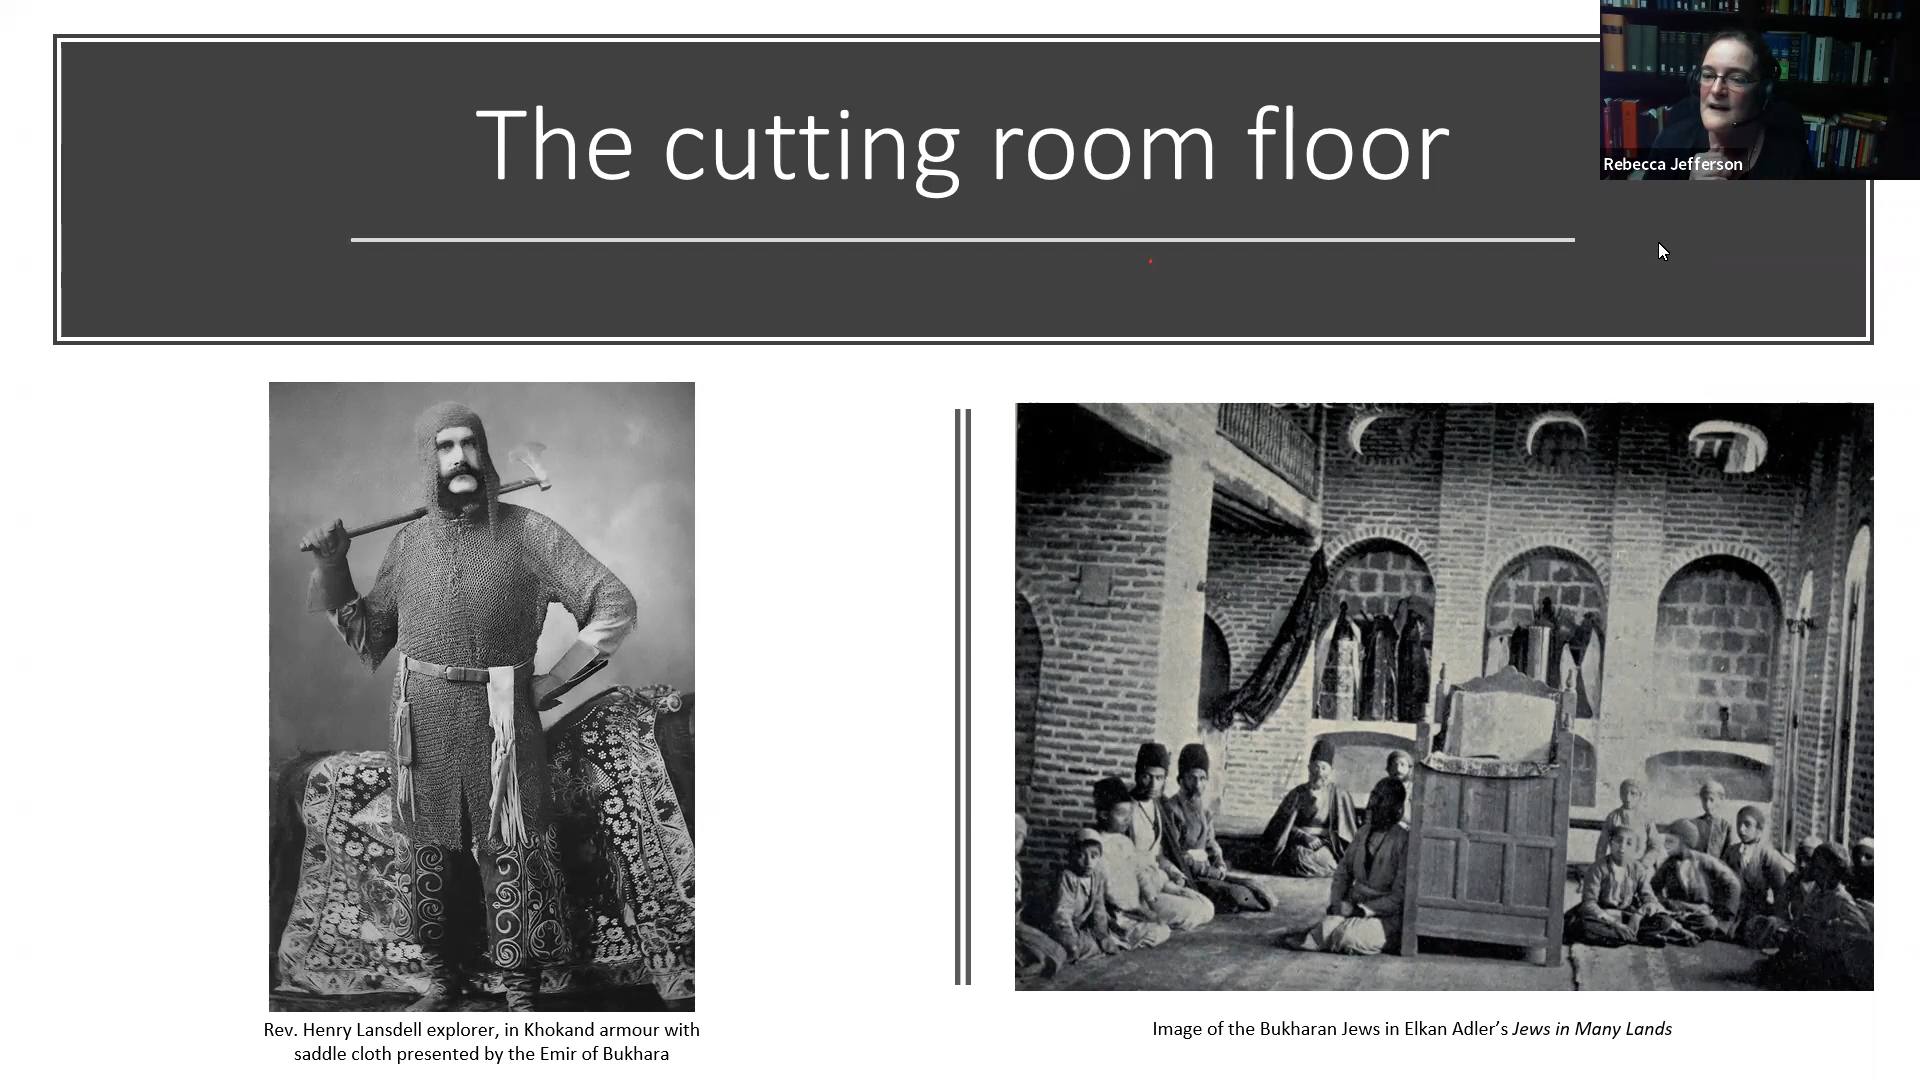 The cutting room floor
Rebecca Jefferson
Rev. Henry Lansdell explorer, in Khokand armour with
saddle cloth presented by the Emir of Bukhara
Image of the Bukharan Jews in Elkan Adler’s Jews in Many Lands